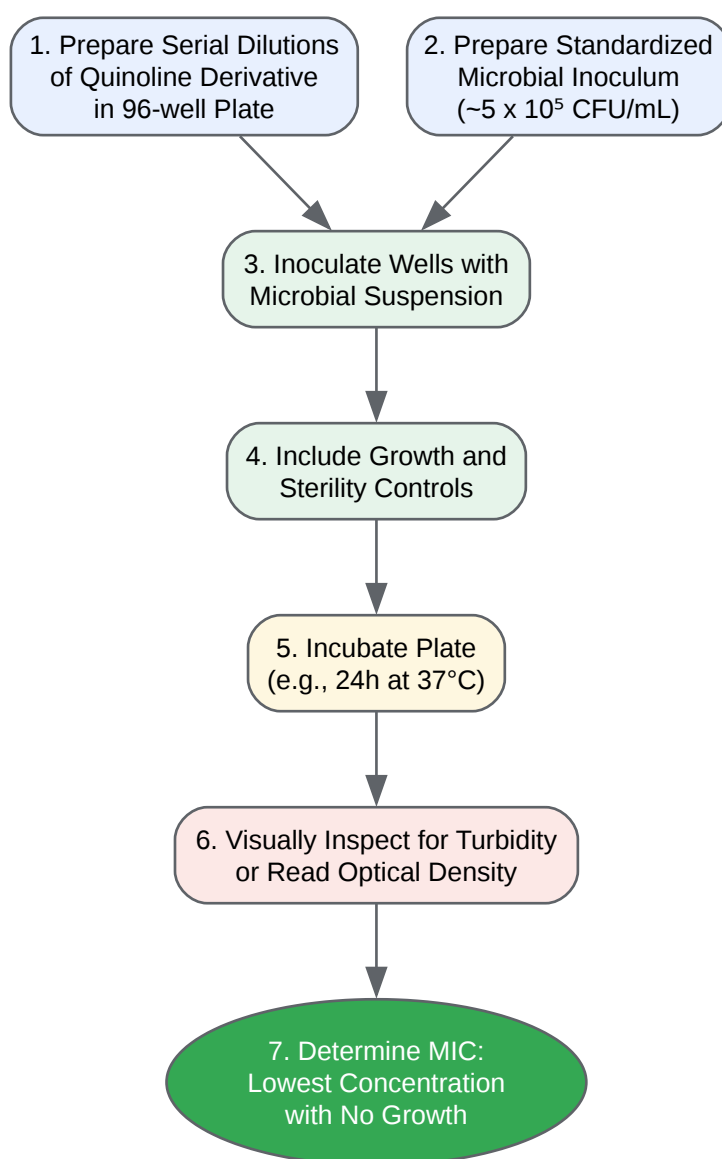 1. Prepare Serial Dilutions
of Quinoline Derivative
in 96-well Plate
2. Prepare Standardized
Microbial Inoculum
(~5 x 10⁵ CFU/mL)
3. Inoculate Wells with
Microbial Suspension
4. Include Growth and
Sterility Controls
5. Incubate Plate
(e.g., 24h at 37°C)
6. Visually Inspect for Turbidity
or Read Optical Density
7. Determine MIC:
Lowest Concentration
with No Growth